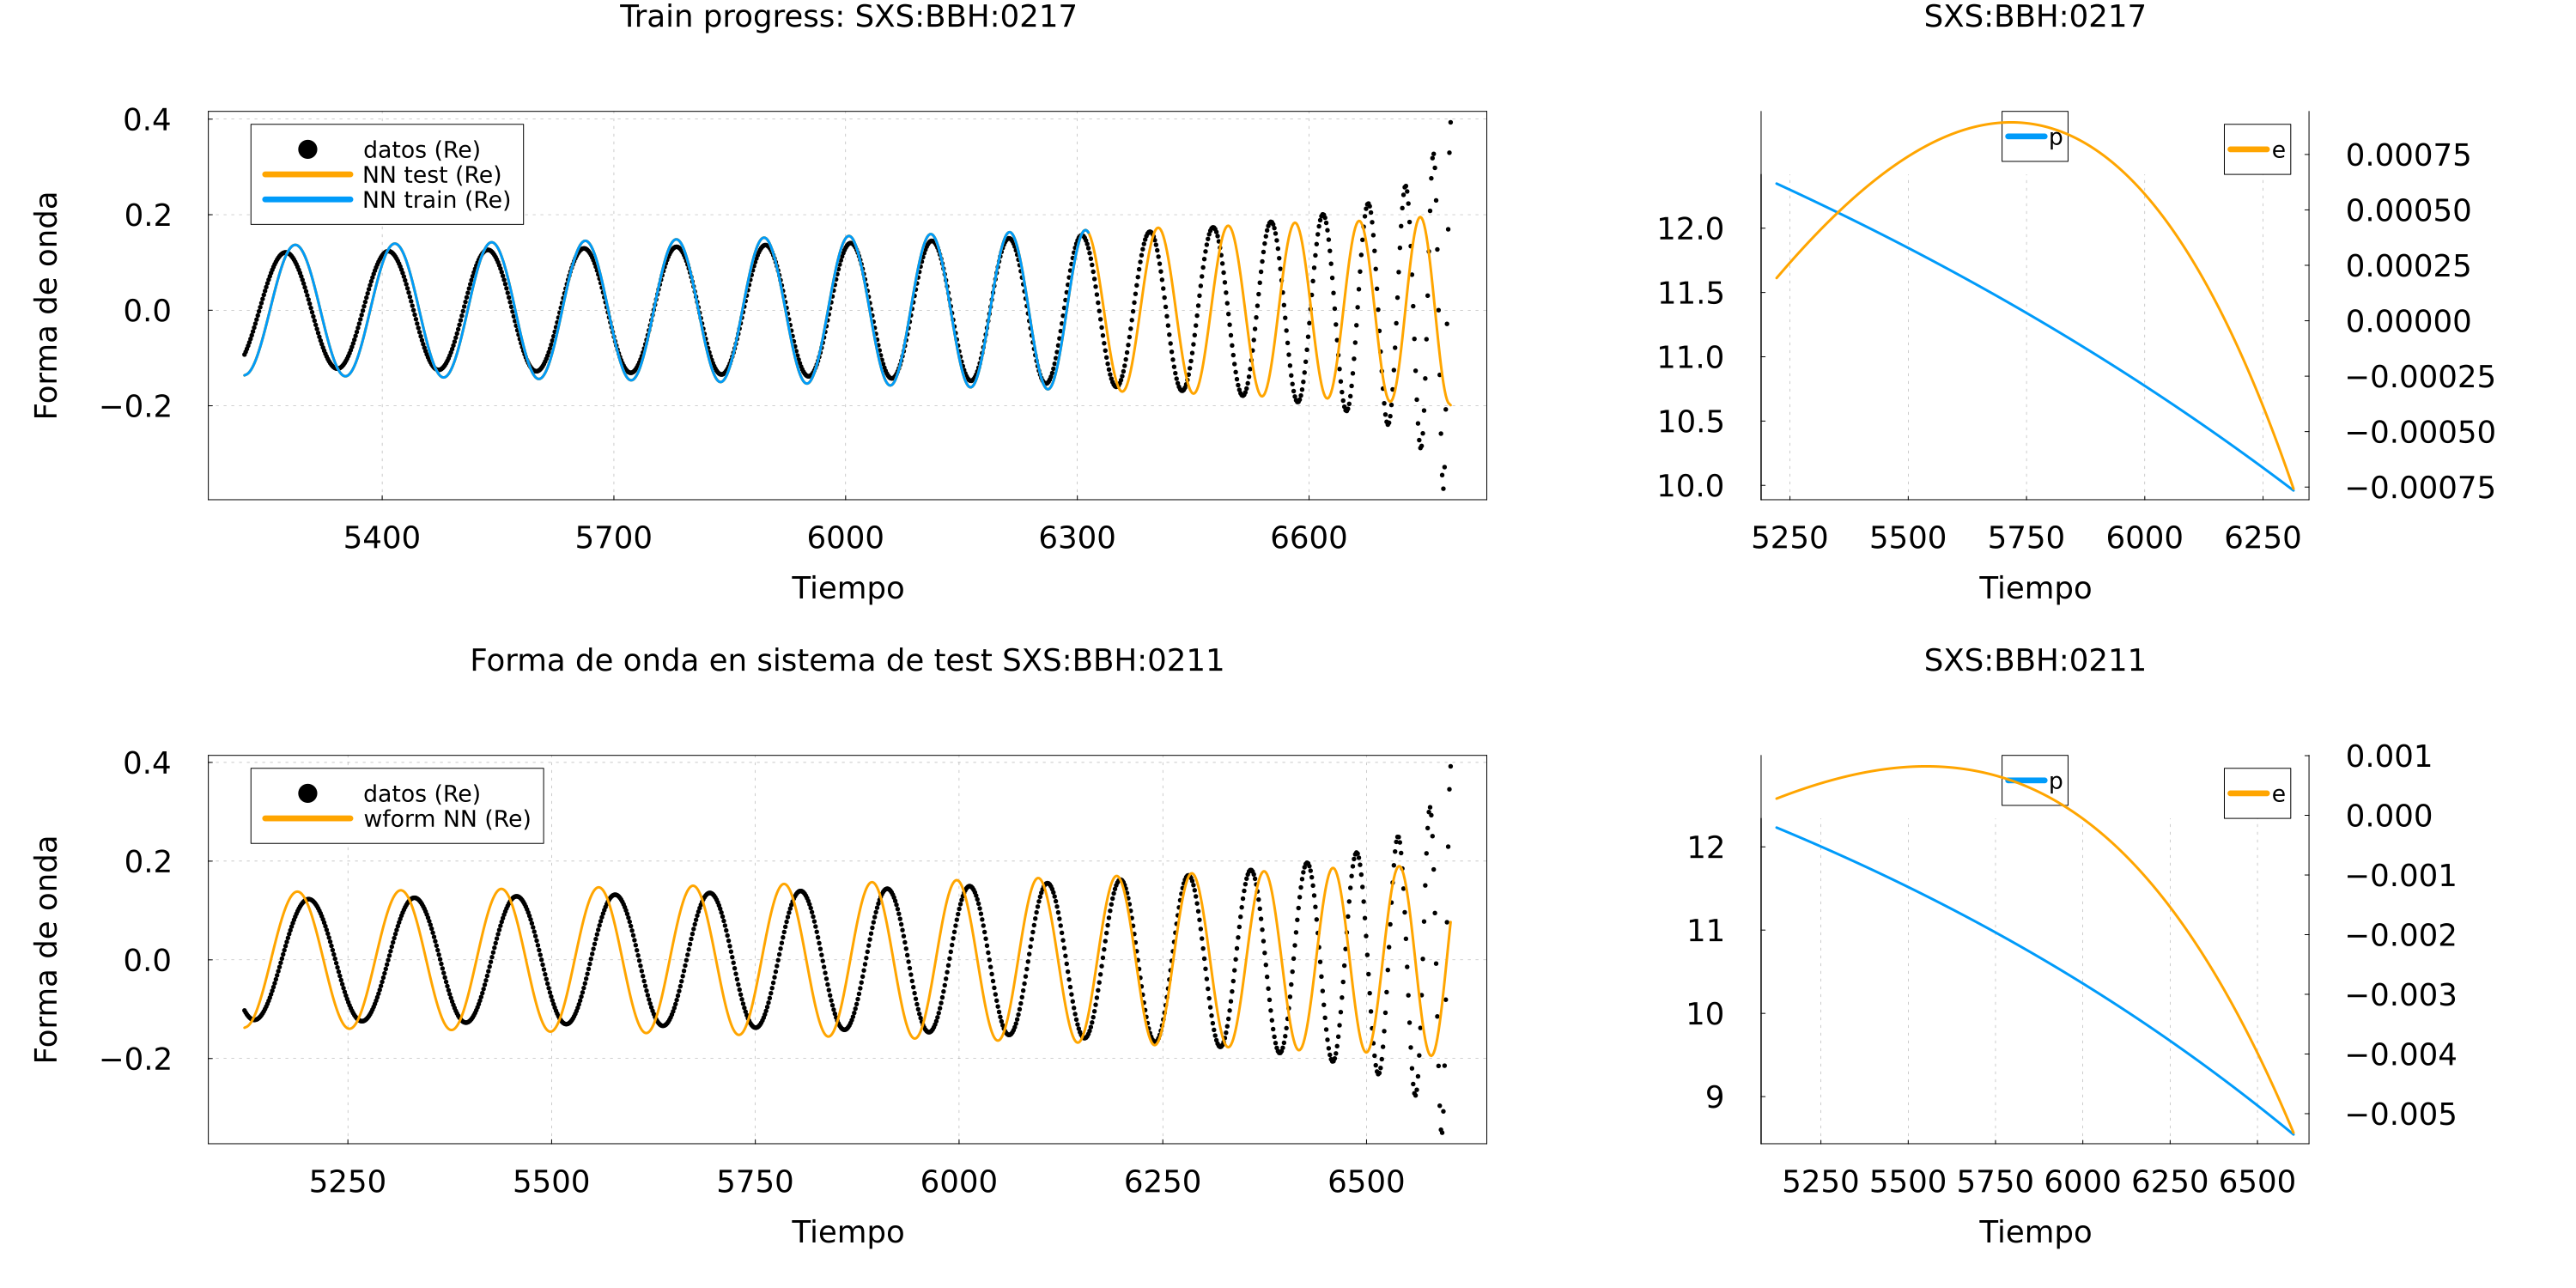 Train progress: SXS:BBH:0217
Forma de onda
0.4
0.2
0.0
−0.2
datos (Re)
NN test (Re)
NN train (Re)
5400 5700 6000 6300 6600
Tiempo
SXS:BBH:0217
12.0
11.5
11.0
10.5
10.0
p
e
0.00075
0.00050
0.00025
0.00000
−0.00025
−0.00050
−0.00075
5250 5500 5750 6000 6250
Tiempo
Forma de onda en sistema de test SXS:BBH:0211
Forma de onda
0.4
0.2
0.0
−0.2
datos (Re)
wform NN (Re)
5250 5500 5750 6000 6250 6500
Tiempo
SXS:BBH:0211
12
11
10
9
p
e
0.001
0.000
−0.001
−0.002
−0.003
−0.004
−0.005
5250 5500 5750 6000 6250 6500
Tiempo